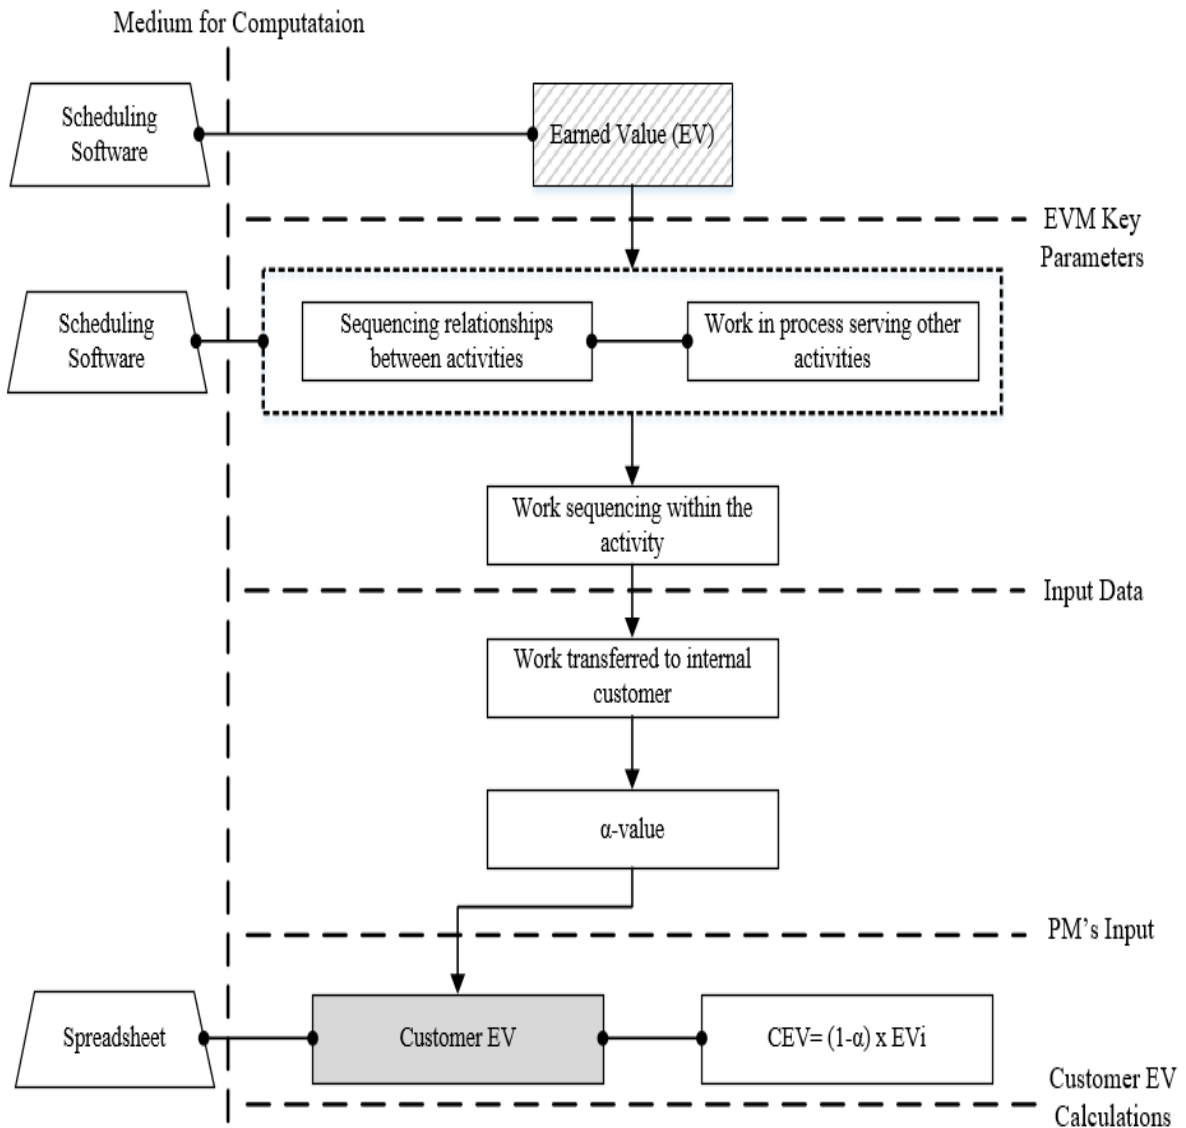 Medium for Computataion
Scheduling
Software
Earned Value (EV)
EVM Key
Parameters
Scheduling
Software
Sequencing relationships
between activities
Work in process serving other
activities
Work sequencing within the
activity
Input Data
Work transferred to internal
customer
α-value
PM's Input
Spreadsheet
Customer EV
CEV= (1-α) x EVi
Customer EV
Calculations